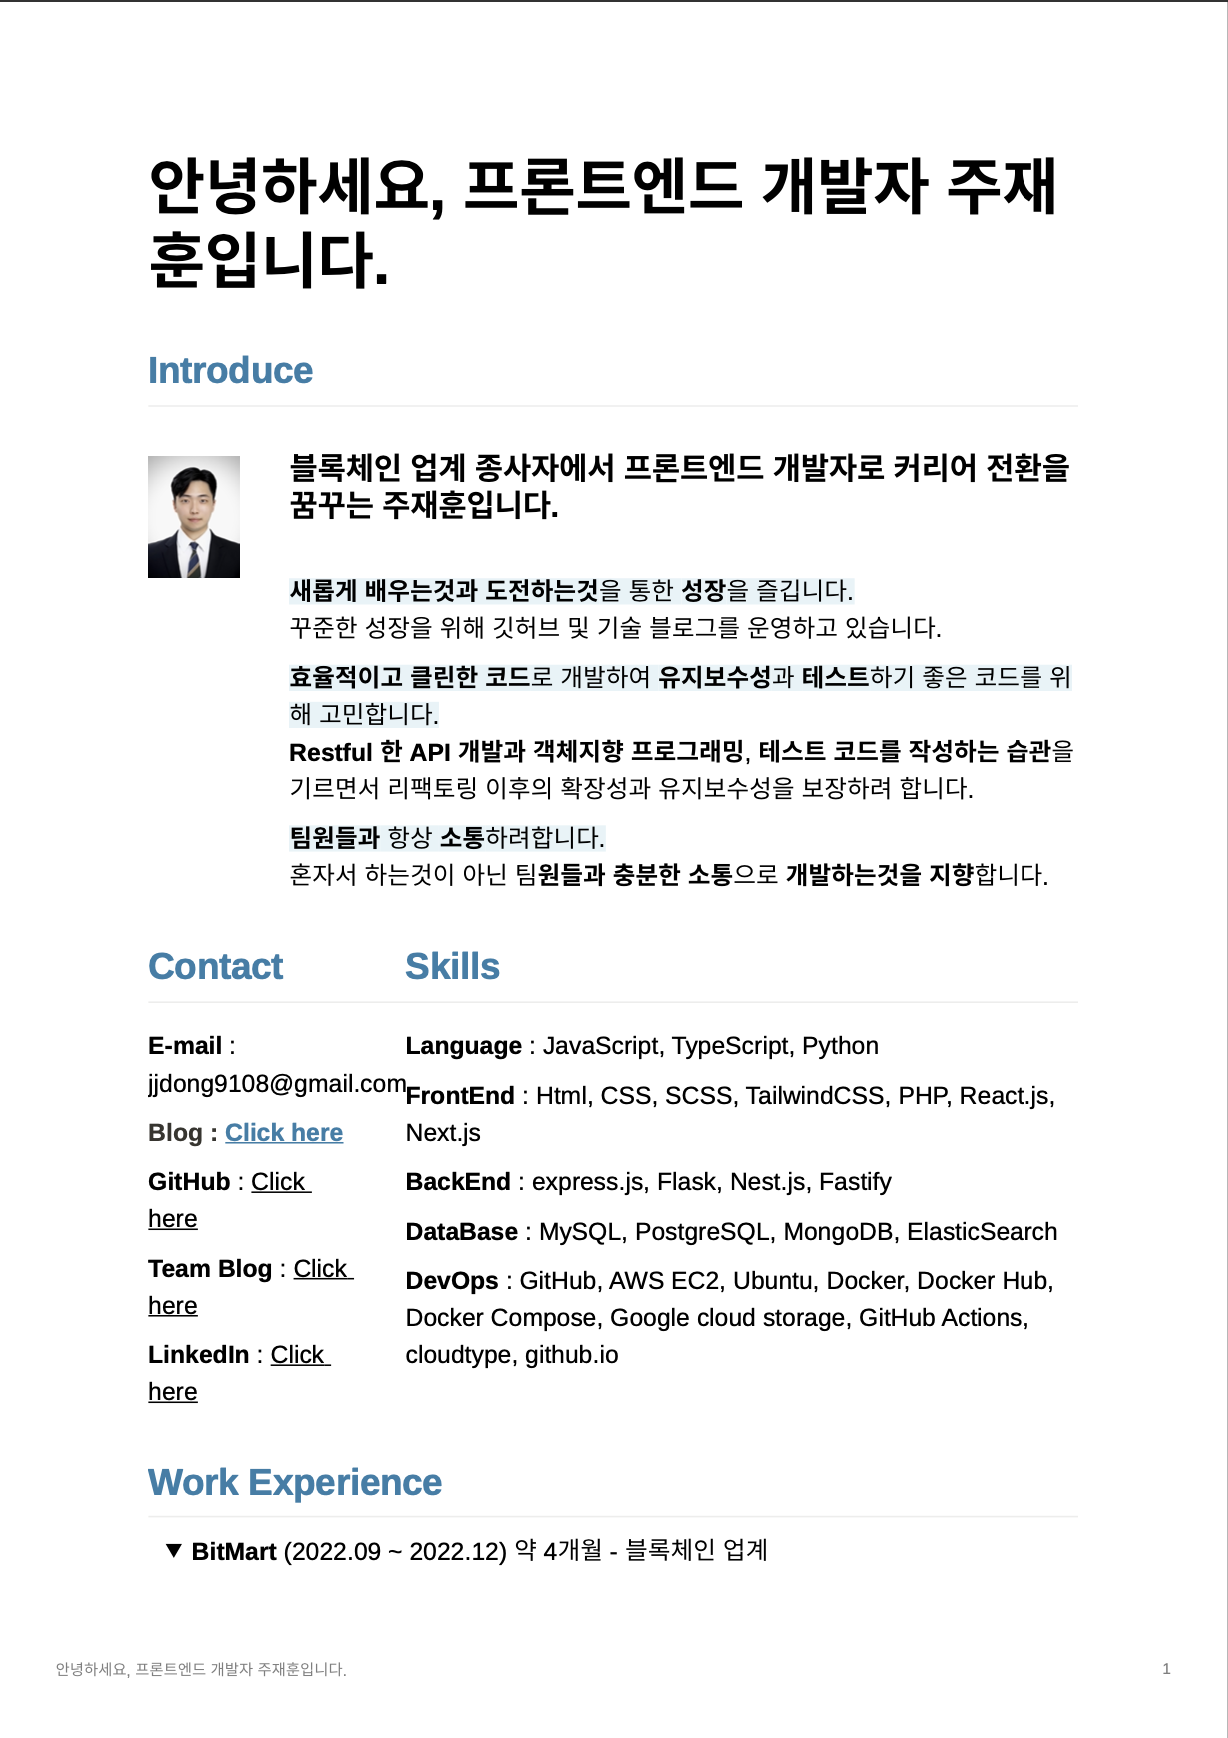 안녕하세요, 프론트엔드 개발자 주재
훈입니다.
Introduce
블록체인 업계 종사자에서 프론트엔드 개발자로 커리어 전환을
꿈꾸는 주재훈입니다.
새롭게 배우는것과 도전하는것을 통한 성장을 즐깁니다.
꾸준한 성장을 위해 깃허브 및 기술 블로그를 운영하고 있습니다.
효율적이고 클린한 코드로 개발하여 유지보수성과 테스트하기 좋은 코드를 위
해 고민합니다.
Restful 한 API 개발과 객체지향 프로그래밍, 테스트 코드를 작성하는 습관을
기르면서 리팩토링 이후의 확장성과 유지보수성을 보장하려 합니다.
팀원들과 항상 소통하려합니다.
혼자서 하는것이 아닌 팀원들과 충분한 소통으로 개발하는것을 지향합니다.
Contact
E-mail :
jjdong9108@gmail.com
Blog : Click here
GitHub : Click
here
Team Blog : Click
here
LinkedIn : Click
here
Skills
Language : JavaScript, TypeScript, Python
FrontEnd : Html, CSS, SCSS, TailwindCSS, PHP, React.js,
Next.js
BackEnd : express.js, Flask, Nest.js, Fastify
DataBase : MySQL, PostgreSQL, MongoDB, ElasticSearch
DevOps : GitHub, AWS EC2, Ubuntu, Docker, Docker Hub,
Docker Compose, Google cloud storage, GitHub Actions,
cloudtype, github.io
Work Experience
▼ BitMart (2022.09 ~ 2022.12) 약 4개월 - 블록체인 업계
안녕하세요, 프론트엔드 개발자 주재훈입니다.
1